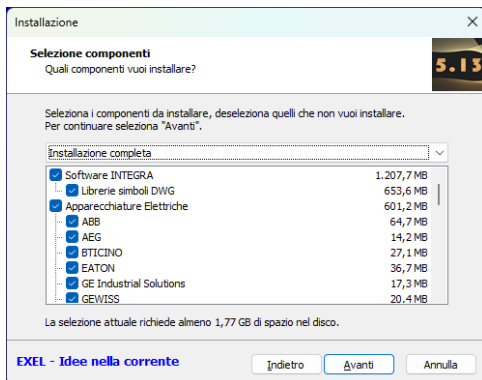 Installazione
Selezione componenti
Quali componenti vuoi installare?
5.13
Seleziona i componenti da installare, deseleziona quelli che non vuoi installare.
Per continuare seleziona "Avanti".
Installazione completa
Software INTEGRA 1.207,7 MB
Librerie simboli DWG 653,6 MB
Apparecchiature Elettriche 601,2 MB
ABB 64,7 MB
AEG 14,2 MB
BTICINO 27,1 MB
EATON 36,7 MB
GE Industrial Solutions 17,3 MB
GEWISS 20,4 MB
La selezione attuale richiede almeno 1,77 GB di spazio nel disco.
EXEL - Idee nella corrente
Indietro Avanti Annulla